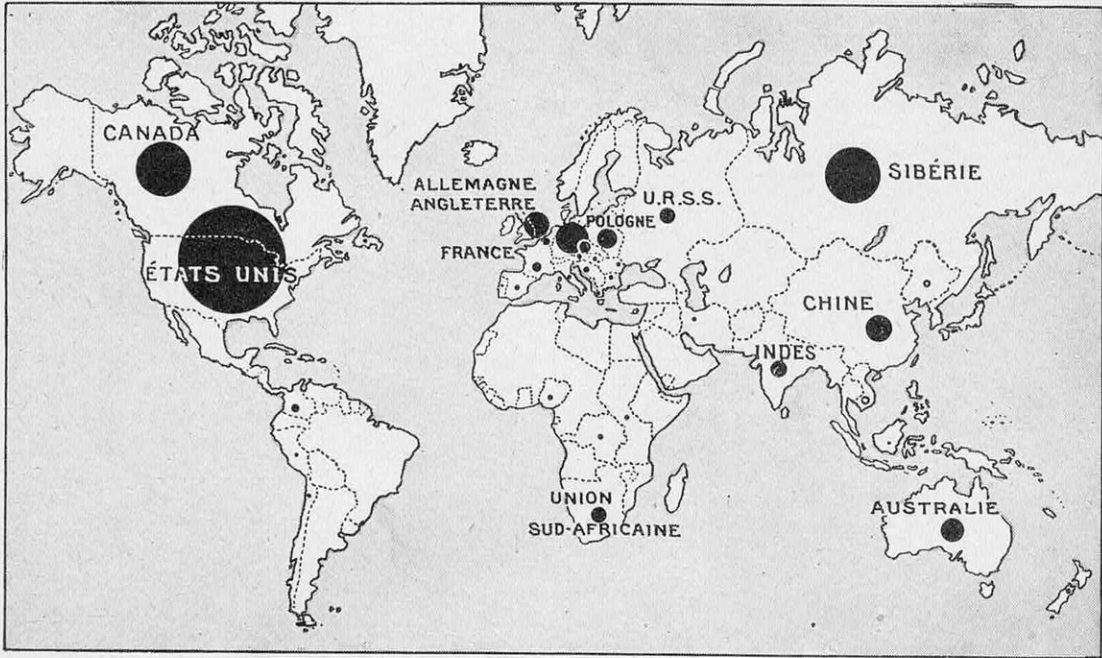 CANADA
ÉTATS UNIS
ALLEMAGNE
ANGLETERRE
FRANCE
POLOGNE
U.R.S.S.
SIBÉRIE
CHINE
INDES
UNION
SUD-AFRICAINE
AUSTRALIE